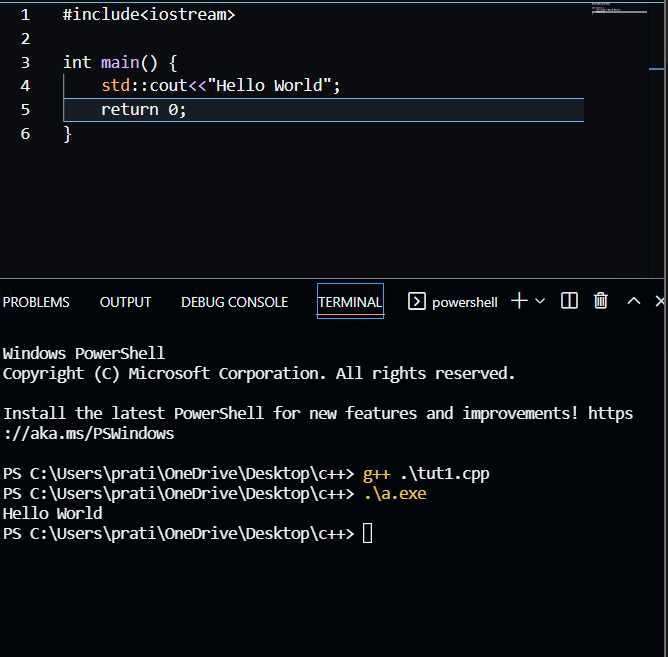 1 #include<iostream>
2
3 int main() {
4     std::cout<<"Hello World";
5     return 0;
6 }
PROBLEMS OUTPUT DEBUG CONSOLE TERMINAL powershell
Windows PowerShell
Copyright (C) Microsoft Corporation. All rights reserved.
Install the latest PowerShell for new features and improvements! https
://aka.ms/PSWindows
PS C:\Users\prati\OneDrive\Desktop\c++> g++ .\tut1.cpp
PS C:\Users\prati\OneDrive\Desktop\c++> .\a.exe
Hello World
PS C:\Users\prati\OneDrive\Desktop\c++>